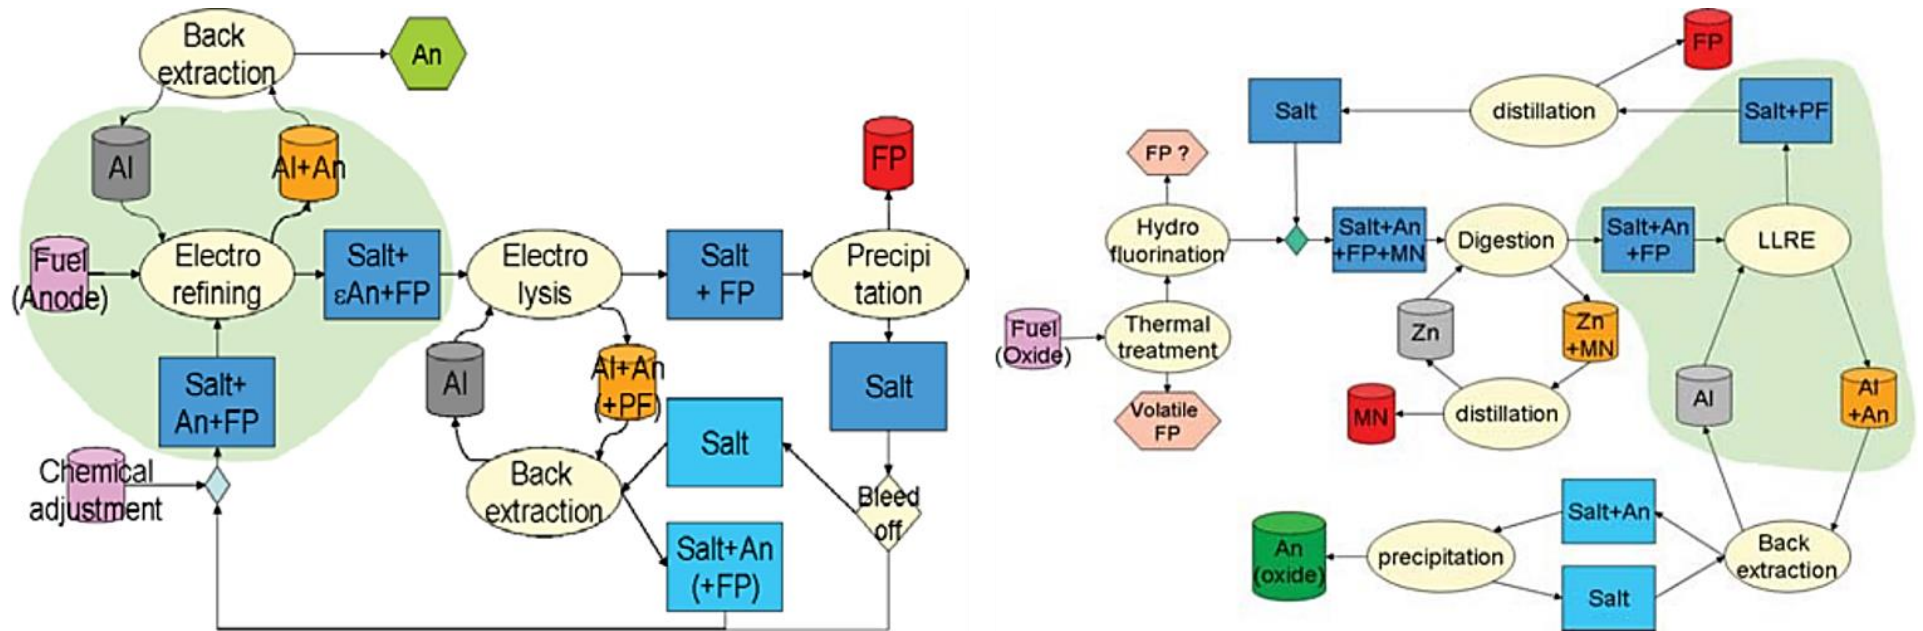 Back
extraction
An
Al
Al+An
Fuel
(Anode)
Electro
refining
Salt+
εAn+FP
Electro
lysis
Salt
+ FP
Precipi
tation
FP
Salt+
An+FP
Chemical
adjustment
Al
Al+An
(+PF)
Back
extraction
Salt
Salt+An
(+FP)
Salt
Bleed
off
FP
Salt
distillation
Salt+PF
FP ?
Hydro
fluorination
Salt+An
+FP+MN
Digestion
Salt+An
+FP
LLRE
Fuel
(Oxide)
Thermal
treatment
Zn
Zn
+MN
Volatile
FP
MN
distillation
Al
Al
+An
An
(oxide)
precipitation
Salt+An
Salt
Back
extraction